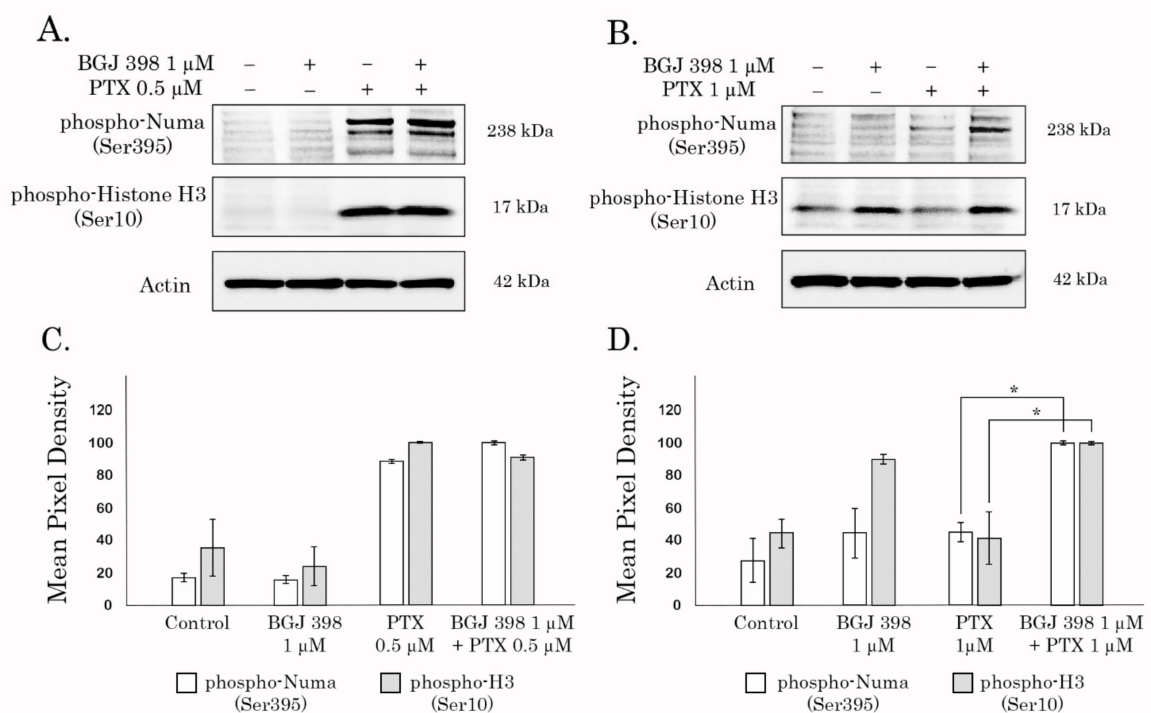 A.
BGJ 398 1 µM – + – +
PTX 0.5 µM – – + +
phospho-Numa
(Ser395)
238 kDa
phospho-Histone H3
(Ser10)
17 kDa
Actin
42 kDa
B.
BGJ 398 1 µM – + – +
PTX 1 µM – – + +
phospho-Numa
(Ser395)
238 kDa
phospho-Histone H3
(Ser10)
17 kDa
Actin
42 kDa
C.
Mean Pixel Density
120
100
80
60
40
20
0
Control
BGJ 398
1 µM
PTX
0.5 µM
BGJ 398 1 µM
+ PTX 0.5 µM
phospho-Numa
(Ser395)
phospho-H3
(Ser10)
D.
Mean Pixel Density
120
100
80
60
40
20
0
*
*
Control
BGJ 398
1 µM
PTX
1µM
BGJ 398 1 µM
+ PTX 1 µM
phospho-Numa
(Ser395)
phospho-H3
(Ser10)